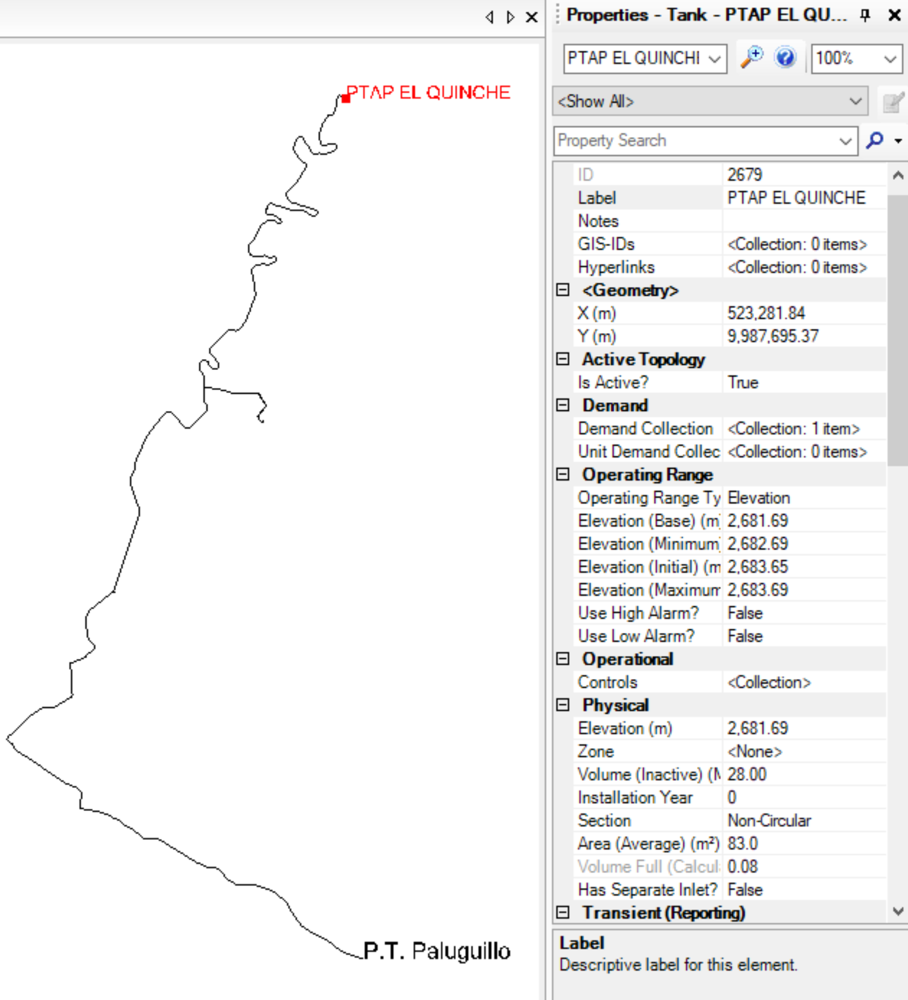 Properties - Tank - PTAP EL QU...
PTAP EL QUINCHI
100%
<Show All>
Property Search
PTAP EL QUINCHE
P.T. Paluguillo
ID 2679
Label PTAP EL QUINCHE
Notes
GIS-IDs <Collection: 0 items>
Hyperlinks <Collection: 0 items>
<Geometry>
X (m) 523,281.84
Y (m) 9,987,695.37
Active Topology
Is Active? True
Demand
Demand Collection <Collection: 1 item>
Unit Demand Collec <Collection: 0 items>
Operating Range
Operating Range Ty Elevation
Elevation (Base) (m) 2,681.69
Elevation (Minimum) 2,682.69
Elevation (Initial) (m 2,683.65
Elevation (Maximum 2,683.69
Use High Alarm? False
Use Low Alarm? False
Operational
Controls <Collection>
Physical
Elevation (m) 2,681.69
Zone <None>
Volume (Inactive) (M 28.00
Installation Year 0
Section Non-Circular
Area (Average) (m²) 83.0
Volume Full (Calcul 0.08
Has Separate Inlet? False
Transient (Reporting)
Label
Descriptive label for this element.